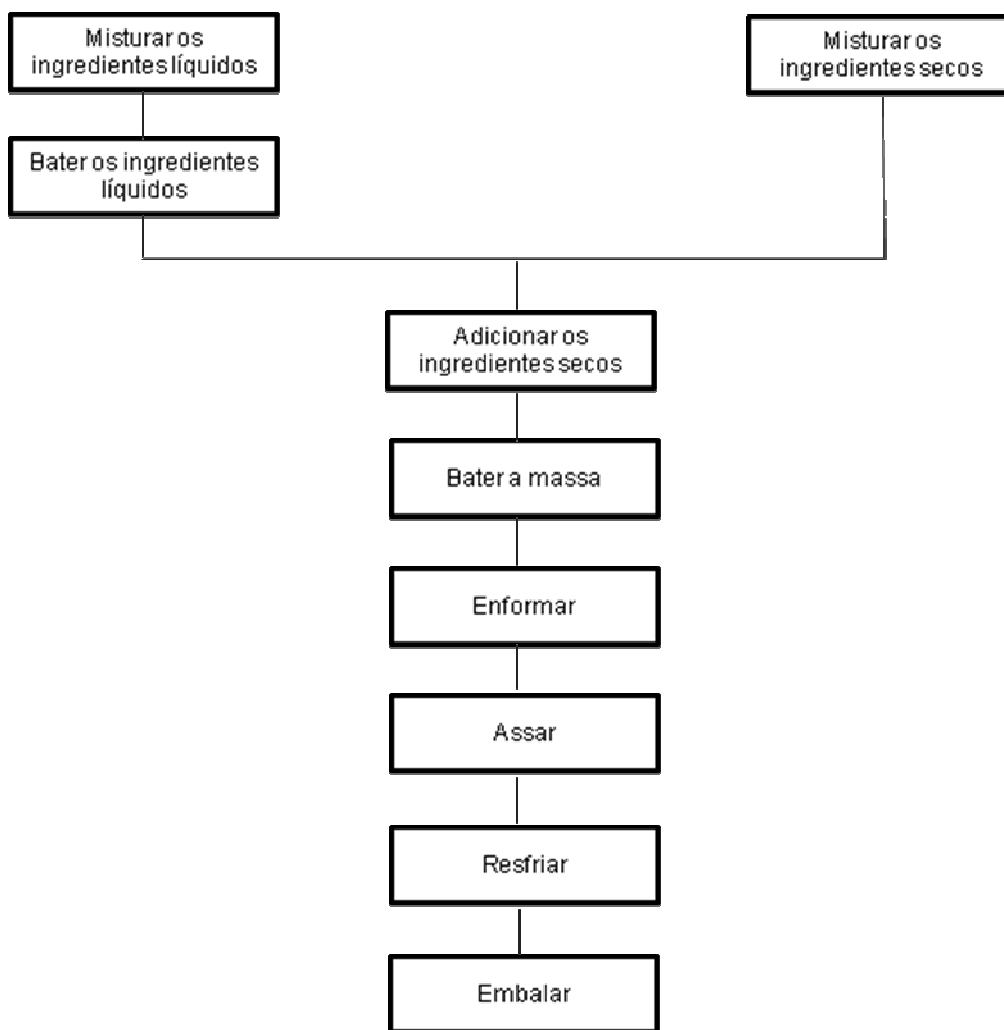 Misturar os
ingredientes líquidos
Misturar os
ingredientes secos
Bater os ingredientes
líquidos
Adicionar os
ingredientes secos
Bater a massa
Enformar
Assar
Resfriar
Embalar